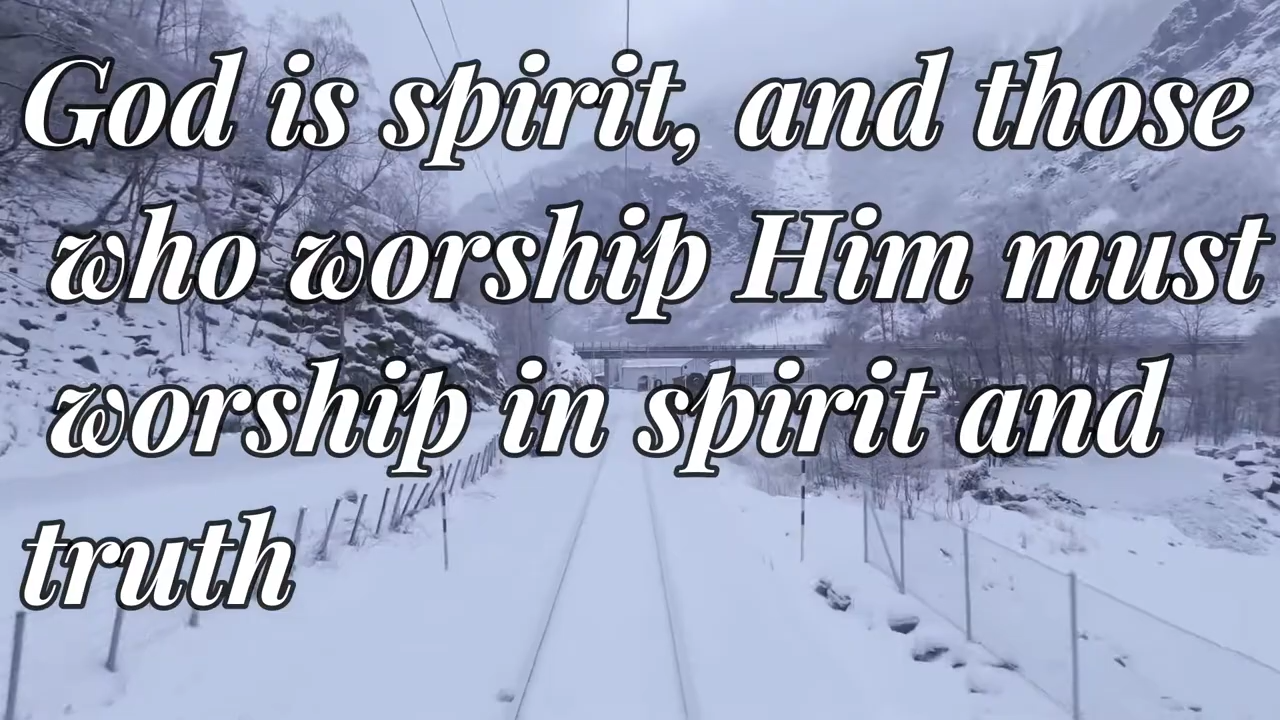 God is spirit, and those
who worship Him must
worship in spirit and
truth